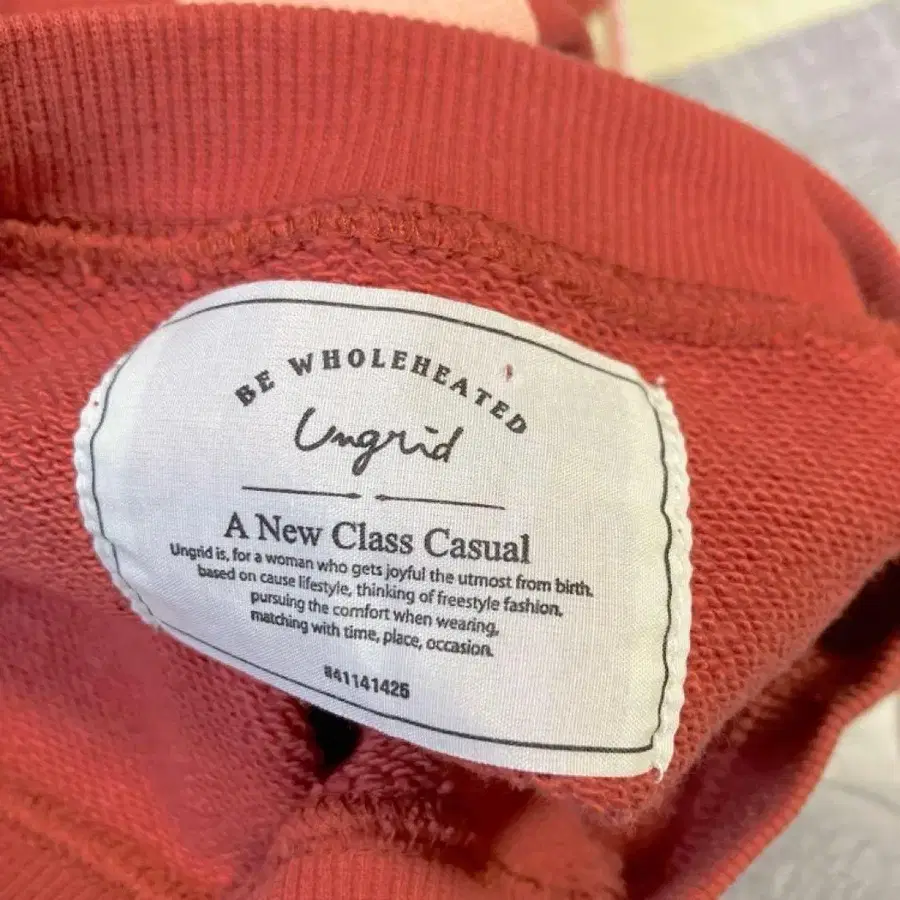 BE WHOLEHEATED
Ungrid
A New Class Casual
Ungrid is, for a woman who gets joyful the utmost from birth.
based on cause lifestyle, thinking of freestyle fashion,
pursuing the comfort when wearing,
matching with time, place, occasion.
#41141425